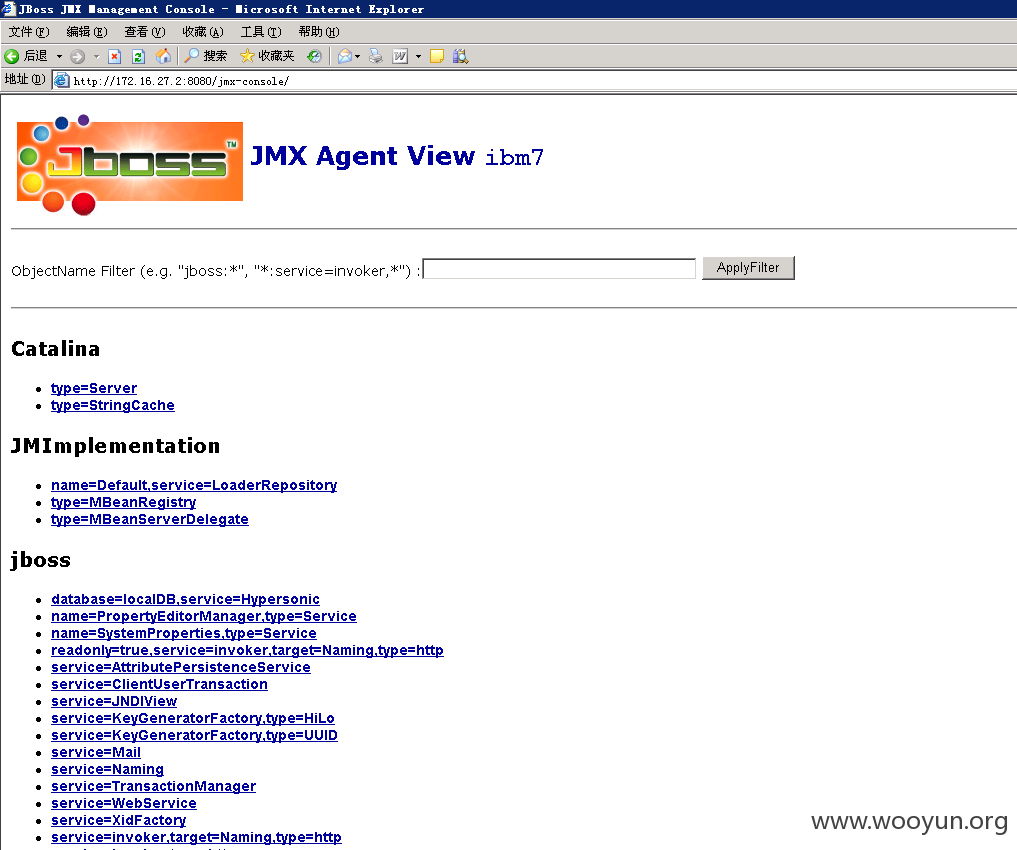 JBoss JMX Management Console - Microsoft Internet Explorer
文件(F) 编辑(E) 查看(V) 收藏(A) 工具(T) 帮助(H)
后退 搜索 收藏夹
地址(D) http://172.16.27.2:8080/jmx-console/
Jboss TM
JMX Agent View ibm7
ObjectName Filter (e.g. "jboss:*", "*:service=invoker,*") : ApplyFilter
Catalina
type=Server
type=StringCache
JMImplementation
name=Default,service=LoaderRepository
type=MBeanRegistry
type=MBeanServerDelegate
jboss
database=localDB,service=Hypersonic
name=PropertyEditorManager,type=Service
name=SystemProperties,type=Service
readonly=true,service=invoker,target=Naming,type=http
service=AttributePersistenceService
service=ClientUserTransaction
service=JNDIView
service=KeyGeneratorFactory,type=HiLo
service=KeyGeneratorFactory,type=UUID
service=Mail
service=Naming
service=TransactionManager
service=WebService
service=XidFactory
service=invoker,target=Naming,type=http
www.wooyun.org